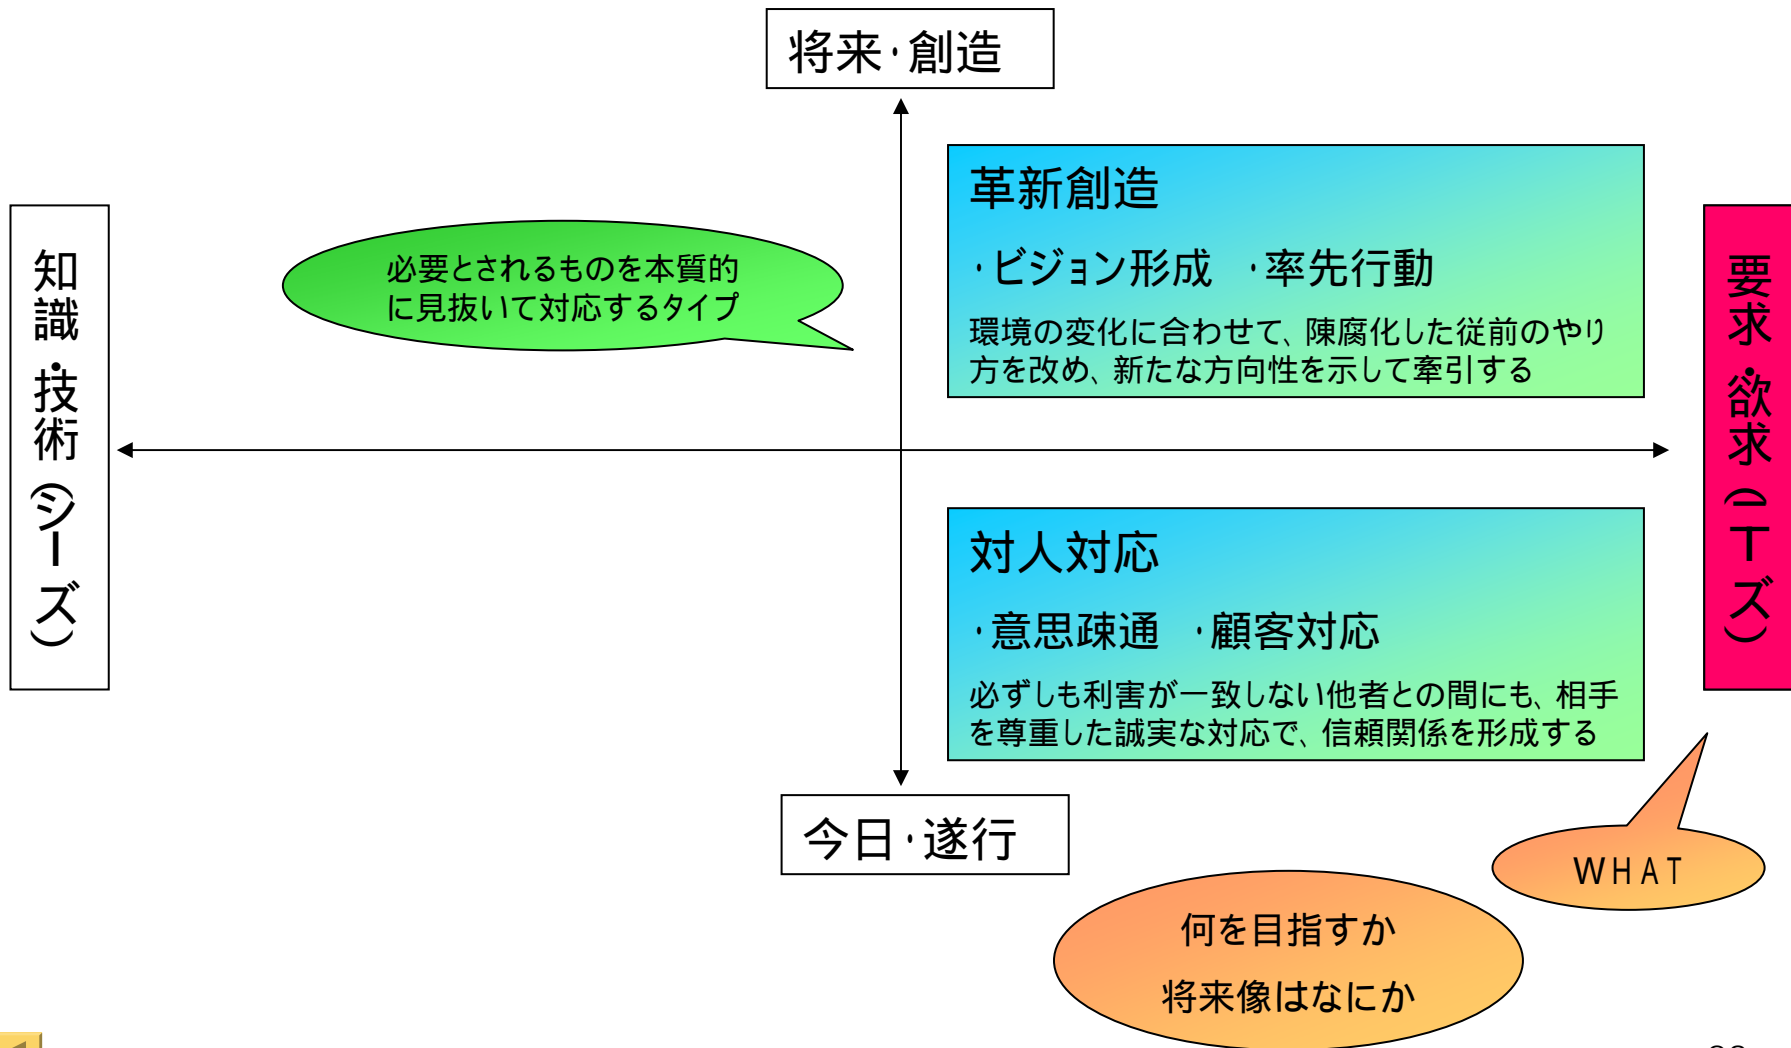 将来・創造
革新創造
・ビジョン形成　・率先行動
環境の変化に合わせて、陳腐化した従前のやり
方を改め、新たな方向性を示して牽引する
必要とされるものを本質的
に見抜いて対応するタイプ
知識・技術（シーズ）
要求・欲求（ニーズ）
対人対応
・意思疎通　・顧客対応
必ずしも利害が一致しない他者との間にも、相手
を尊重した誠実な対応で、信頼関係を形成する
今日・遂行
ＷＨＡＴ
何を目指すか
将来像はなにか